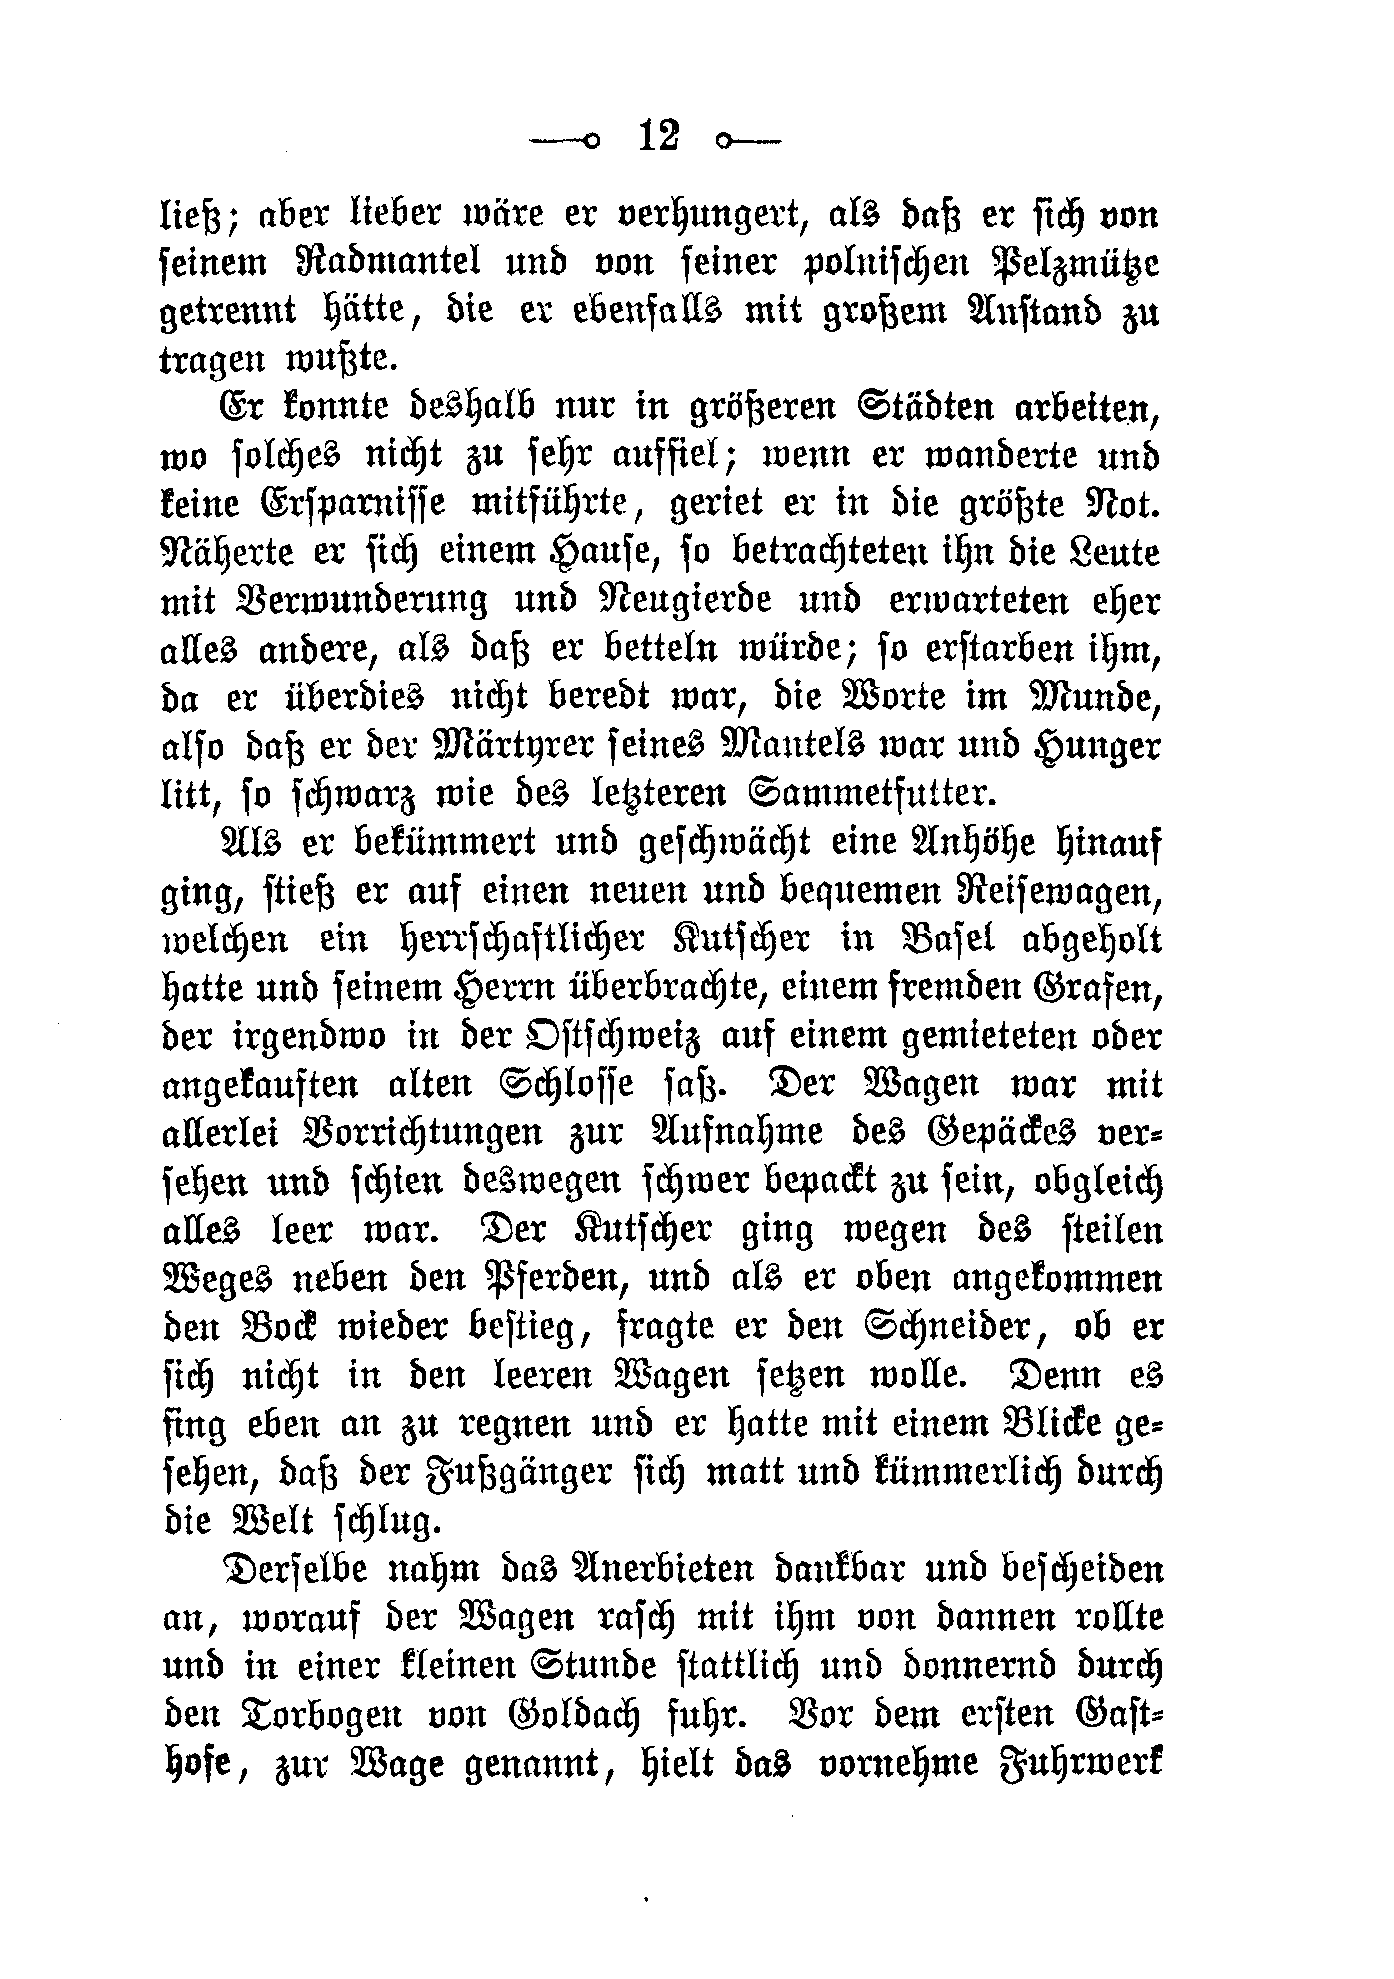 12
ließ; aber lieber wäre er verhungert, als daß er sich von
seinem Radmantel und von seiner polnischen Pelzmütze
getrennt hätte, die er ebenfalls mit großem Anstand zu
tragen wußte.
Er konnte deshalb nur in größeren Städten arbeiten,
wo solches nicht zu sehr auffiel; wenn er wanderte und
keine Ersparnisse mitführte, geriet er in die größte Not.
Näherte er sich einem Hause, so betrachteten ihn die Leute
mit Verwunderung und Neugierde und erwarteten eher
alles andere, als daß er betteln würde; so erstarben ihm,
da er überdies nicht beredt war, die Worte im Munde,
also daß er der Märtyrer seines Mantels war und Hunger
litt, so schwarz wie des letzteren Sammetfutter.
Als er bekümmert und geschwächt eine Anhöhe hinauf
ging, stieß er auf einen neuen und bequemen Reisewagen,
welchen ein herrschaftlicher Kutscher in Basel abgeholt
hatte und seinem Herrn überbrachte, einem fremden Grafen,
der irgendwo in der Ostschweiz auf einem gemieteten oder
angekauften alten Schlosse saß. Der Wagen war mit
allerlei Vorrichtungen zur Aufnahme des Gepäckes ver-
sehen und schien deswegen schwer bepackt zu sein, obgleich
alles leer war. Der Kutscher ging wegen des steilen
Weges neben den Pferden, und als er oben angekommen
den Bock wieder bestieg, fragte er den Schneider, ob er
sich nicht in den leeren Wagen setzen wolle. Denn es
fing eben an zu regnen und er hatte mit einem Blicke ge-
sehen, daß der Fußgänger sich matt und kümmerlich durch
die Welt schlug.
Derselbe nahm das Anerbieten dankbar und bescheiden
an, worauf der Wagen rasch mit ihm von dannen rollte
und in einer kleinen Stunde stattlich und donnernd durch
den Torbogen von Goldach fuhr. Vor dem ersten Gast-
hofe, zur Wage genannt, hielt das vornehme Fuhrwerk